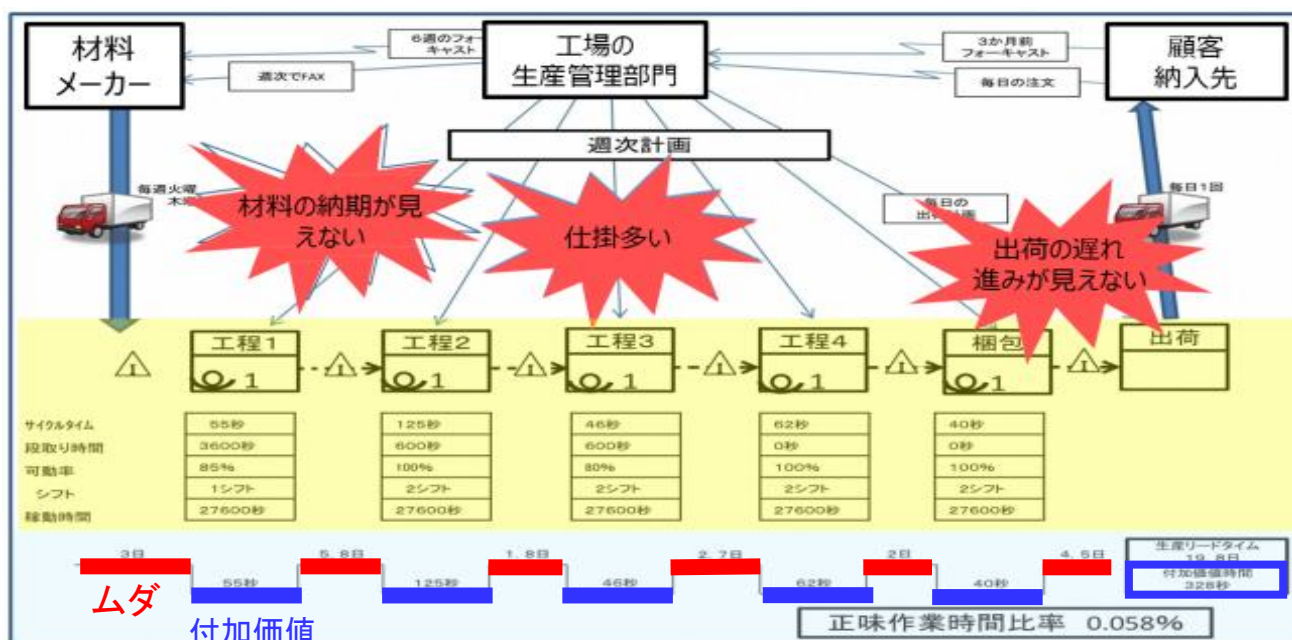 材料
メーカー
6週のフォー
キャスト
週次でFAX
工場の
生産管理部門
3か月前
フォーキャスト
毎日の注文
顧客
納入先
週次計画
毎週火曜
材料の納期が見
えない
仕掛多い
毎日の
毎日1回
出荷の遅れ
進みが見えない
工程1
工程2
工程3
工程4
梱包
出荷
I
I
I
I
I
I
1
1
1
1
1
サイクルタイム
55秒
125秒
46秒
62秒
40秒
段取り時間
3600秒
600秒
600秒
0秒
0秒
可動率
85%
100%
80%
100%
100%
シフト
1シフト
2シフト
2シフト
2シフト
2シフト
稼動時間
27600秒
27600秒
27600秒
27600秒
27600秒
3日
5.8日
1.8日
2.7日
2日
4.5日
生産リードタイム
19.8日
55秒
125秒
46秒
62秒
40秒
付加価値時間
328秒
ムダ
付加価値
正味作業時間比率 0.058%